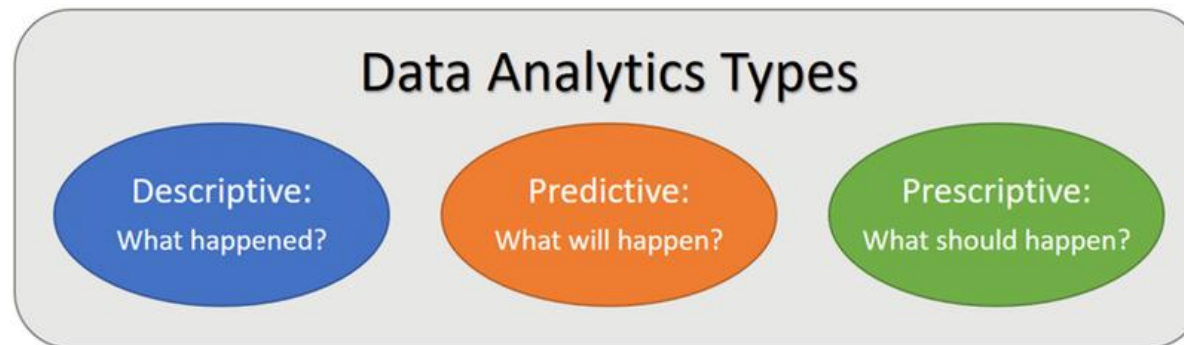 Data Analytics Types
Descriptive:
What happened?
Predictive:
What will happen?
Prescriptive:
What should happen?